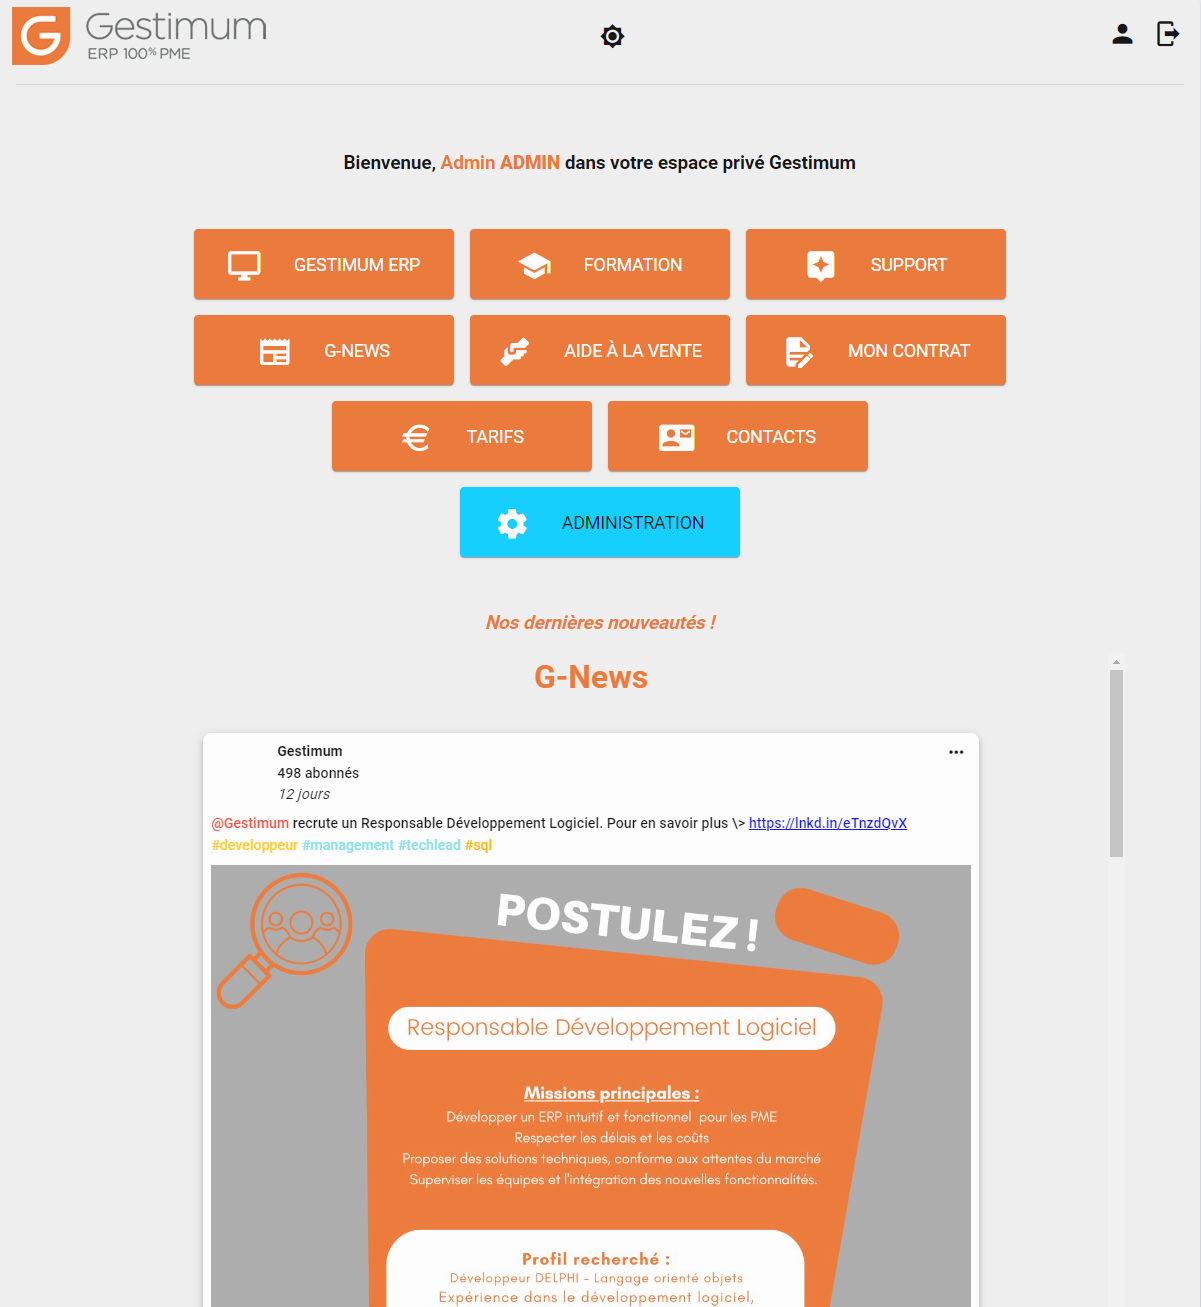 Gestimum
ERP 100% PME
Bienvenue, Admin ADMIN dans votre espace privé Gestimum
GESTIMUM ERP
FORMATION
SUPPORT
G-NEWS
AIDE À LA VENTE
MON CONTRAT
TARIFS
CONTACTS
ADMINISTRATION
Nos dernières nouveautés !
G-News
Gestimum
498 abonnés
12 jours
@Gestimum recrute un Responsable Développement Logiciel. Pour en savoir plus \> https://lnkd.in/eTnzdQvX
#developpeur #management #techlead #sql
POSTULEZ !
Responsable Développement Logiciel
Missions principales :
Développer un ERP intuitif et fonctionnel pour les PME
Respecter les délais et les coûts
Proposer des solutions techniques, conforme aux attentes du marché
Superviser les équipes et l'intégration des nouvelles fonctionnalités.
Profil recherché :
Développeur DELPHI - Langage orienté objets
Expérience dans le développement logiciel,